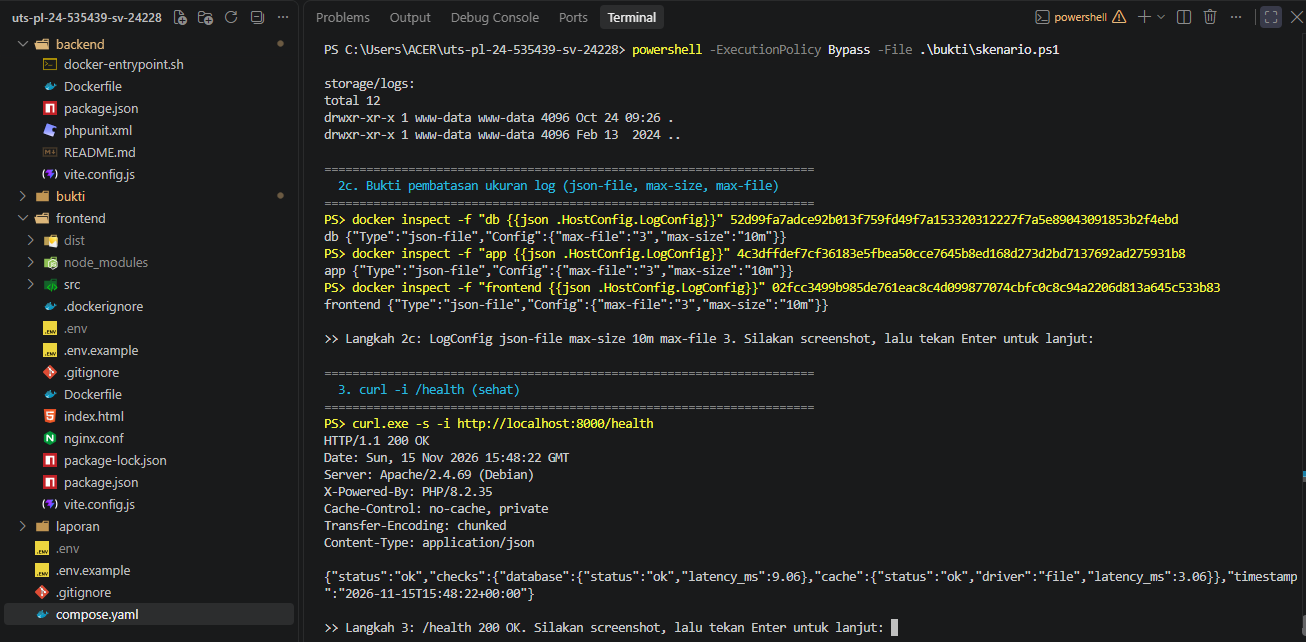 uts-pl-24-535439-sv-24228
backend
docker-entrypoint.sh
Dockerfile
package.json
phpunit.xml
README.md
vite.config.js
bukti
frontend
dist
node_modules
src
.dockerignore
.env
.env.example
.gitignore
Dockerfile
index.html
nginx.conf
package-lock.json
package.json
vite.config.js
laporan
.env
.env.example
.gitignore
compose.yaml
Problems Output Debug Console Ports Terminal
powershell
PS C:\Users\ACER\uts-pl-24-535439-sv-24228> powershell -ExecutionPolicy Bypass -File .\bukti\skenario.ps1
storage/logs:
total 12
drwxr-xr-x 1 www-data www-data 4096 Oct 24 09:26 .
drwxr-xr-x 1 www-data www-data 4096 Feb 13  2024 ..
======================================================================
2c. Bukti pembatasan ukuran log (json-file, max-size, max-file)
======================================================================
PS> docker inspect -f "db {{json .HostConfig.LogConfig}}" 52d99fa7adce92b013f759fd49f7a153320312227f7a5e89043091853b2f4ebd
db {"Type":"json-file","Config":{"max-file":"3","max-size":"10m"}}
PS> docker inspect -f "app {{json .HostConfig.LogConfig}}" 4c3dffdef7cf36183e5fbea50cce7645b8ed168d273d2bd7137692ad275931b8
app {"Type":"json-file","Config":{"max-file":"3","max-size":"10m"}}
PS> docker inspect -f "frontend {{json .HostConfig.LogConfig}}" 02fcc3499b985de761eac8c4d099877074cbfc0c8c94a2206d813a645c533b83
frontend {"Type":"json-file","Config":{"max-file":"3","max-size":"10m"}}
>> Langkah 2c: LogConfig json-file max-size 10m max-file 3. Silakan screenshot, lalu tekan Enter untuk lanjut:
======================================================================
3. curl -i /health (sehat)
======================================================================
PS> curl.exe -s -i http://localhost:8000/health
HTTP/1.1 200 OK
Date: Sun, 15 Nov 2026 15:48:22 GMT
Server: Apache/2.4.69 (Debian)
X-Powered-By: PHP/8.2.35
Cache-Control: no-cache, private
Transfer-Encoding: chunked
Content-Type: application/json
{"status":"ok","checks":{"database":{"status":"ok","latency_ms":9.06},"cache":{"status":"ok","driver":"file","latency_ms":3.06}},"timestamp
":"2026-11-15T15:48:22+00:00"}
>> Langkah 3: /health 200 OK. Silakan screenshot, lalu tekan Enter untuk lanjut: